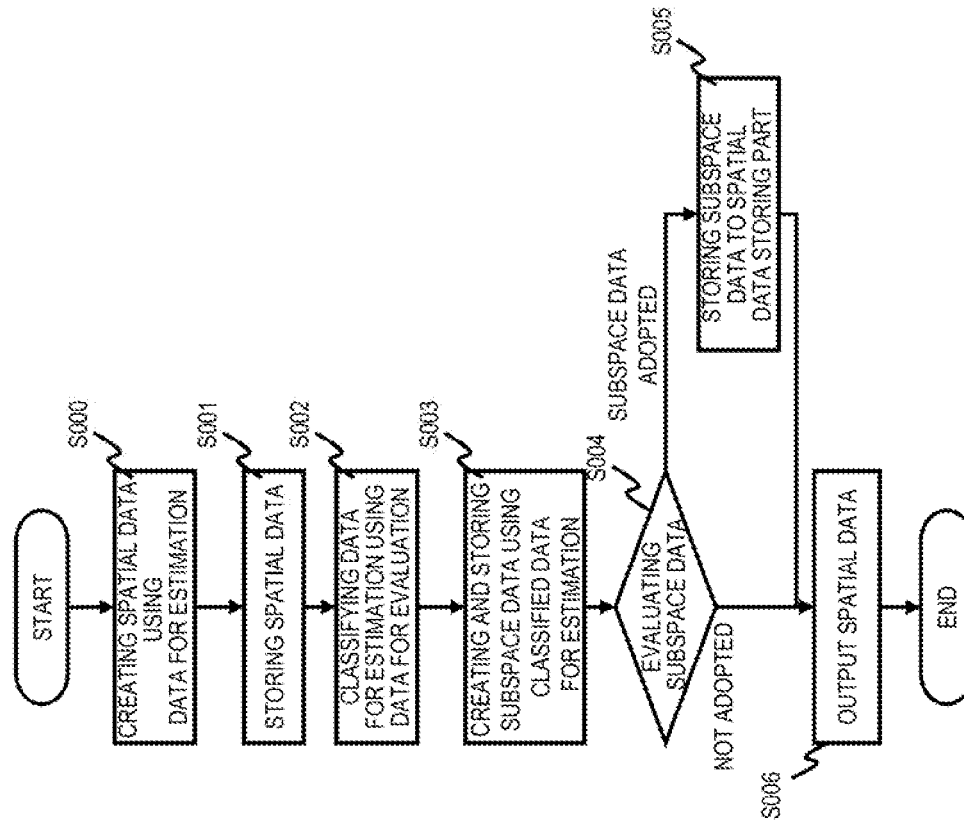 START
S000
CREATING SPATIAL DATA
USING
DATA FOR ESTIMATION
S001
STORING SPATIAL DATA
S002
CLASSIFYING DATA
FOR ESTIMATION USING
DATA FOR EVALUATION
S003
CREATING AND STORING
SUBSPACE DATA USING
CLASSIFIED DATA
FOR ESTIMATION
S004
EVALUATING
SUBSPACE DATA
SUBSPACE DATA
ADOPTED
S005
STORING SUBSPACE
DATA TO SPATIAL
DATA STORING PART
NOT ADOPTED
S006
OUTPUT SPATIAL DATA
END